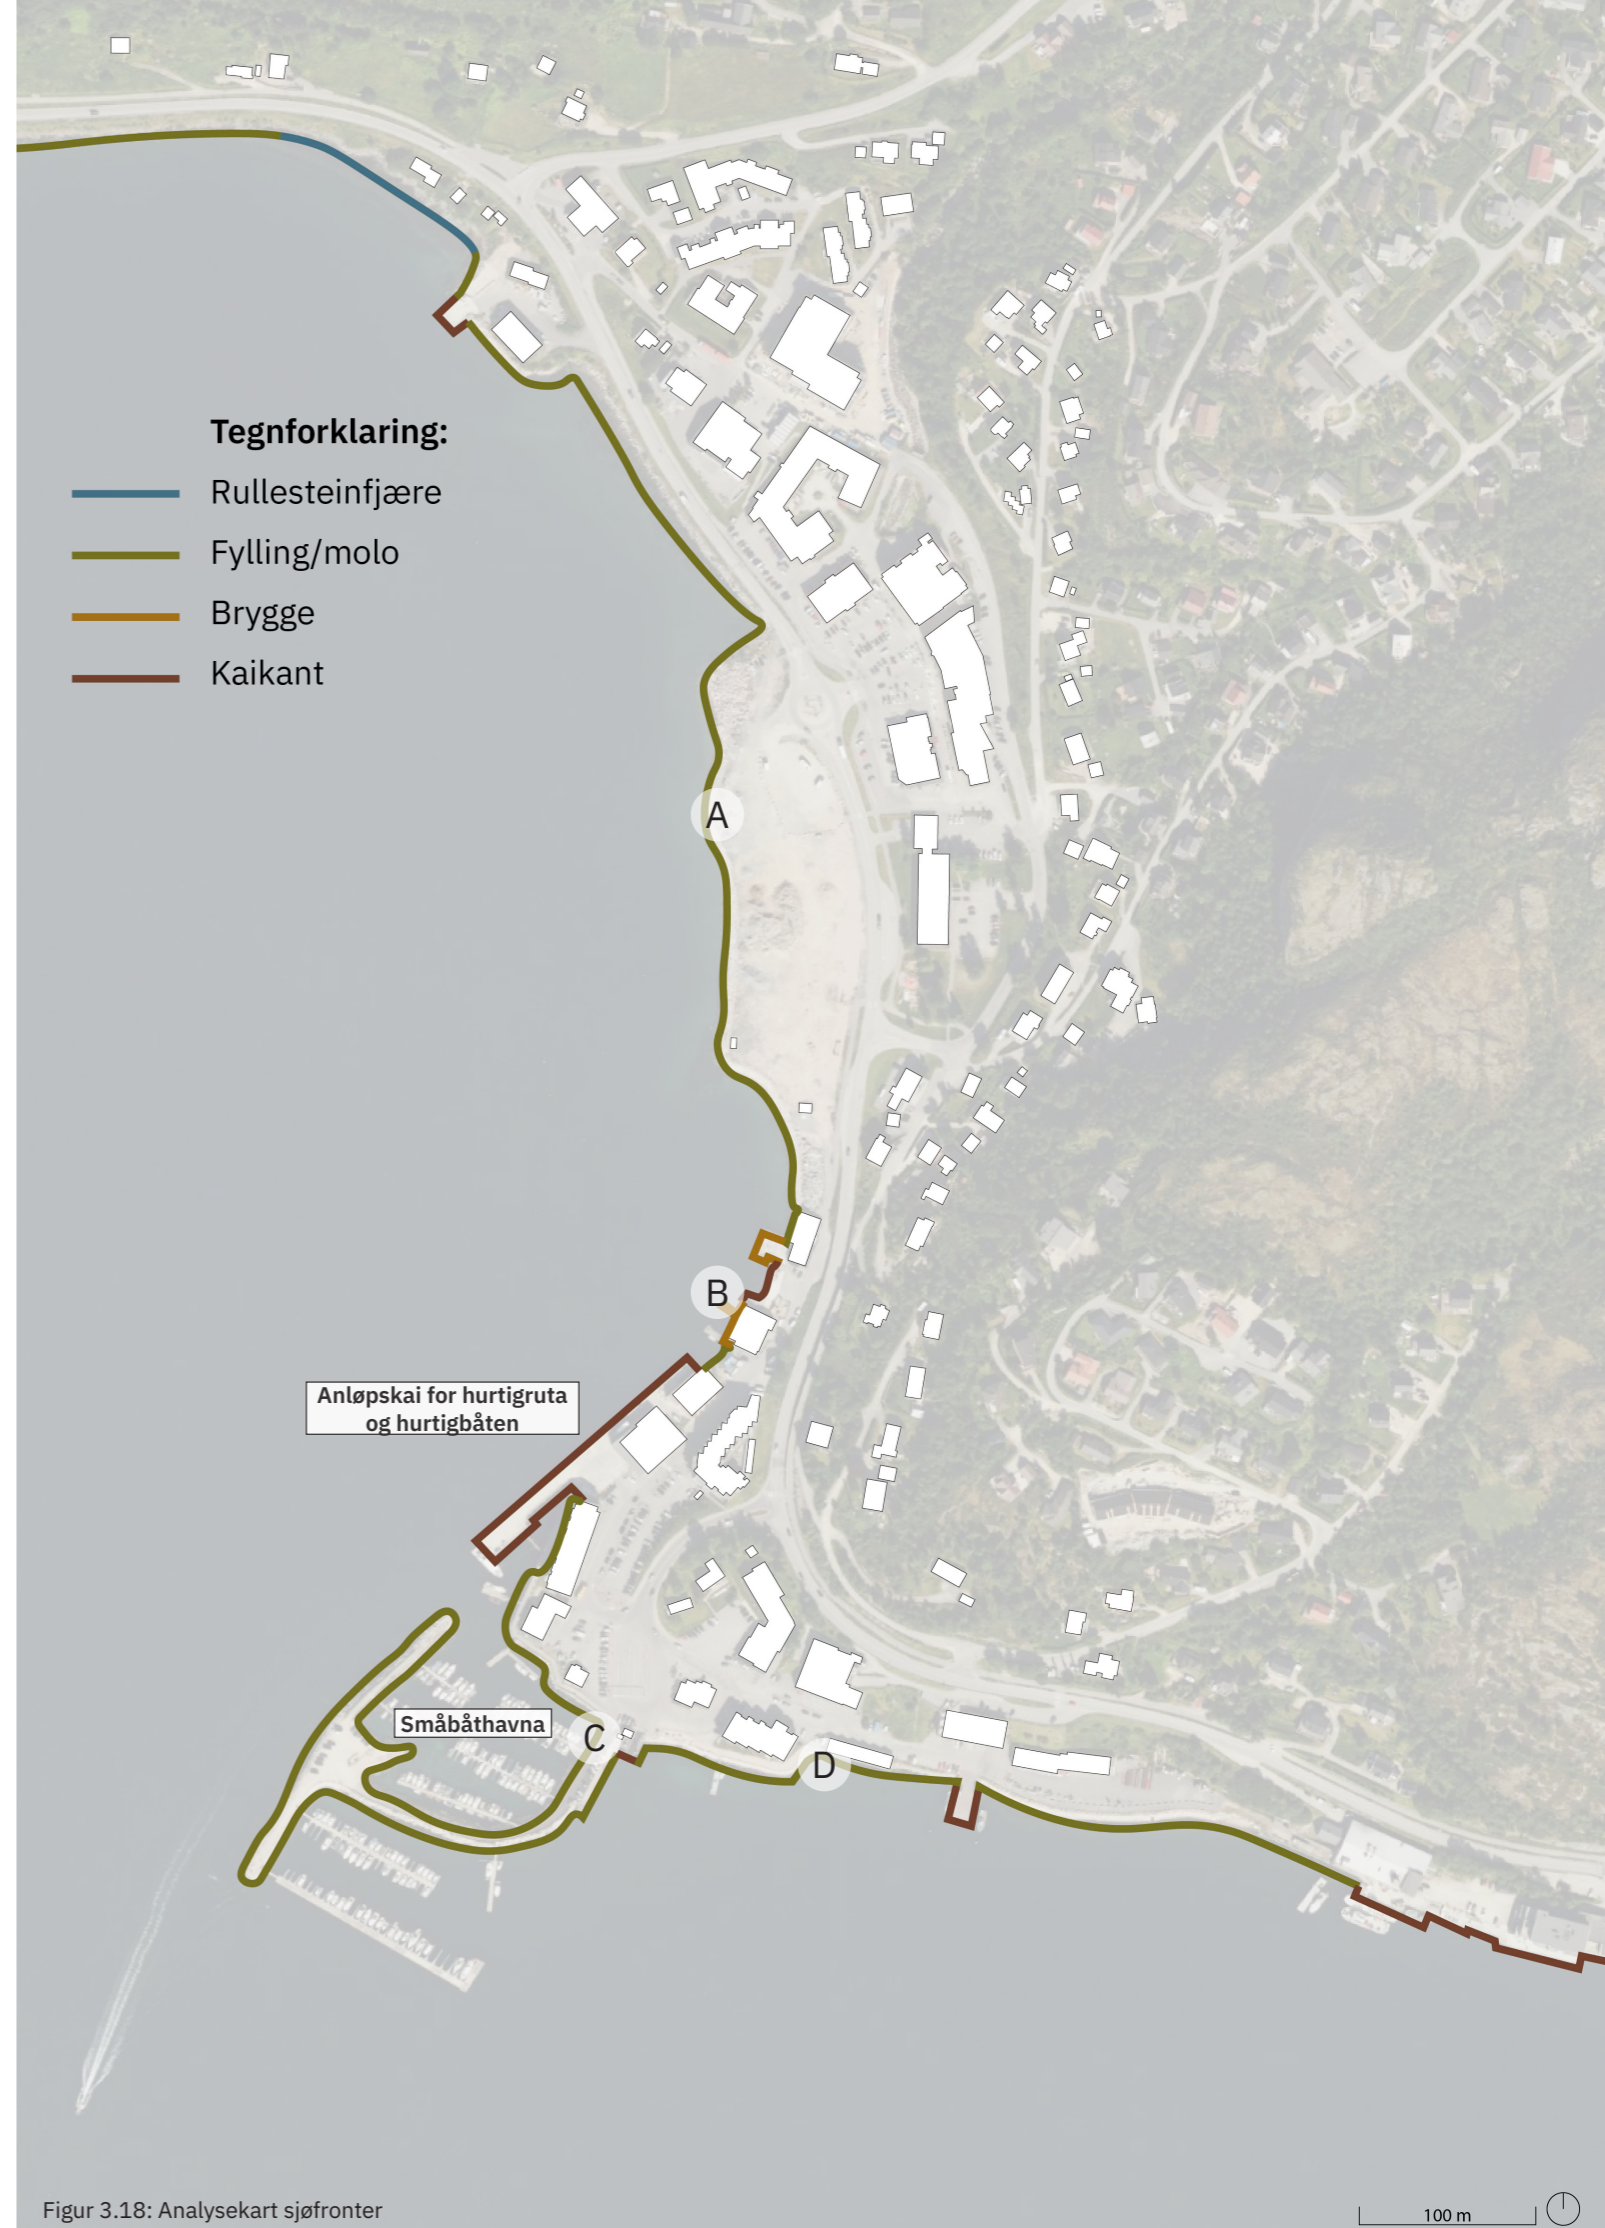 Tegnforklaring:
Rullesteinfjære
Fylling/molo
Brygge
Kaikant
A
B
Anløpskai for hurtigruta
og hurtigbåten
Småbåthavna
C
D
Figur 3.18: Analysekart sjøfronter
100 m